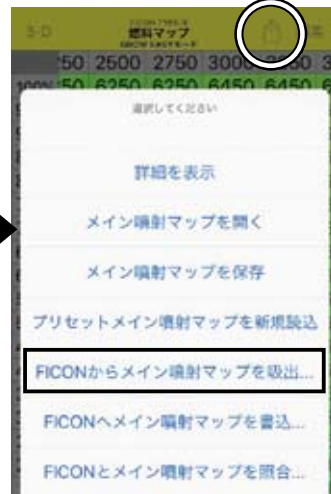 3-D
燃料マップ
'50 2500 2750 3000
100% '50 6250 6250 6450 6450 6
選択してください
詳細を表示
メイン噴射マップを開く
メイン噴射マップを保存
プリセットメイン噴射マップを新規読込
FICONからメイン噴射マップを吸出...
FICONへメイン噴射マップを書込...
FICONとメイン噴射マップを照合...